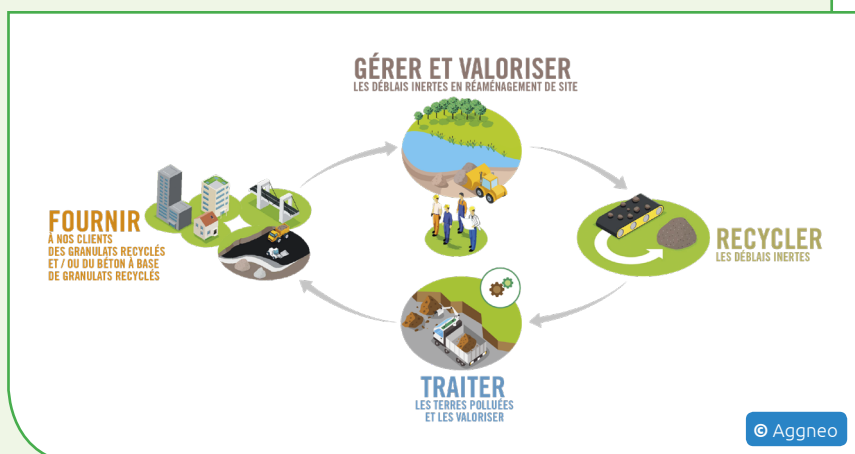 GÉRER ET VALORISER
LES DÉBLAIS INERTES EN RÉAMÉNAGEMENT DE SITE
FOURNIR
À NOS CLIENTS
DES GRANULATS RECYCLÉS
ET / OU DU BÉTON À BASE
DE GRANULATS RECYCLÉS
RECYCLER
LES DÉBLAIS INERTES
TRAITER
LES TERRES POLLUÉES
ET LES VALORISER
© Aggneo